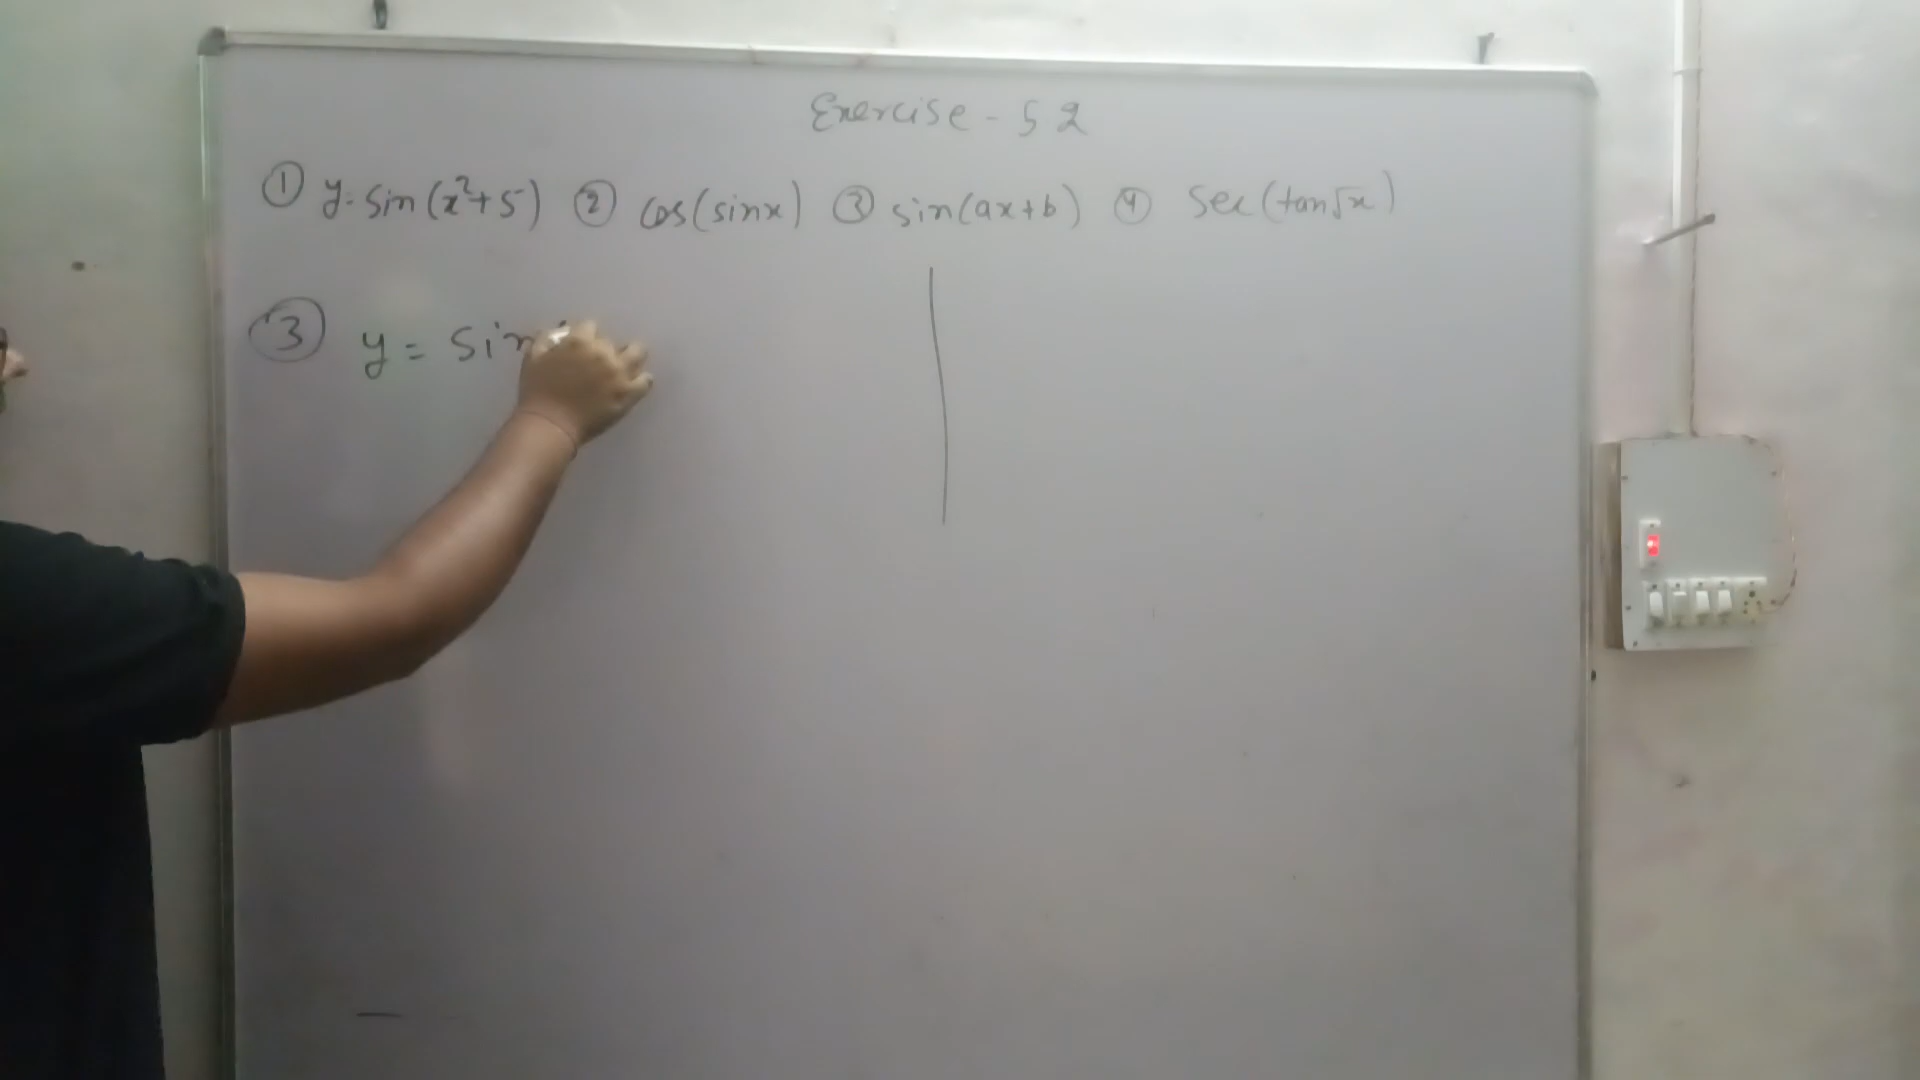 Exercise - 5 2
① y = sin(x²+5) ② cos(sinx) ③ sin(ax+b) ④ sec(tan√x)
③ y = sin